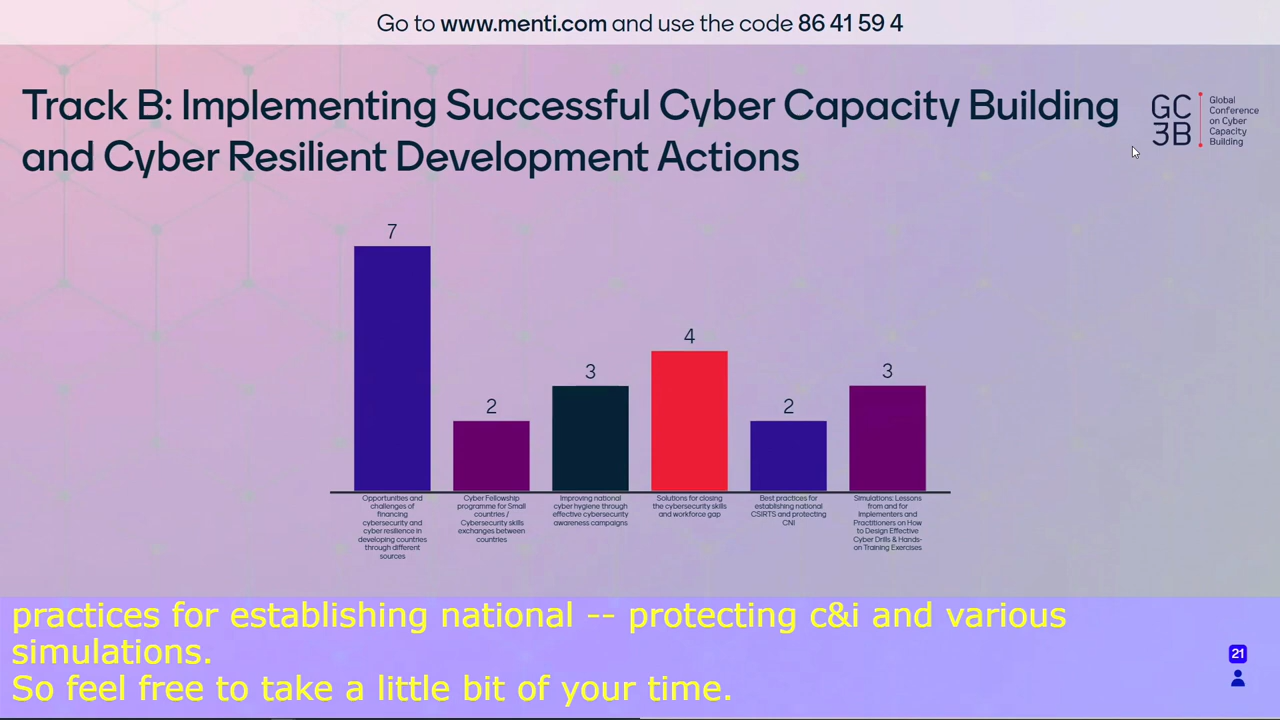 Go to www.menti.com and use the code 86 41 59 4
Track B: Implementing Successful Cyber Capacity Building
and Cyber Resilient Development Actions
GC
3B
Global
Conference
on Cyber
Capacity
Building
7
2
3
4
2
3
Opportunities and
challenges of
financing
cybersecurity and
cyber resilience in
developing countries
through different
sources
Cyber Fellowship
programme for Small
countries /
Cybersecurity skills
exchanges between
countries
Improving national
cyber hygiene through
effective cybersecurity
awareness campaigns
Solutions for closing
the cybersecurity skills
and workforce gap
Best practices for
establishing national
CSIRTS and protecting
CNI
Simulations: Lessons
from and for
Implementers and
Practitioners on How
to Design Effective
Cyber Drills & Hands-
on Training Exercises
practices for establishing national -- protecting c&i and various
simulations.
So feel free to take a little bit of your time.
21